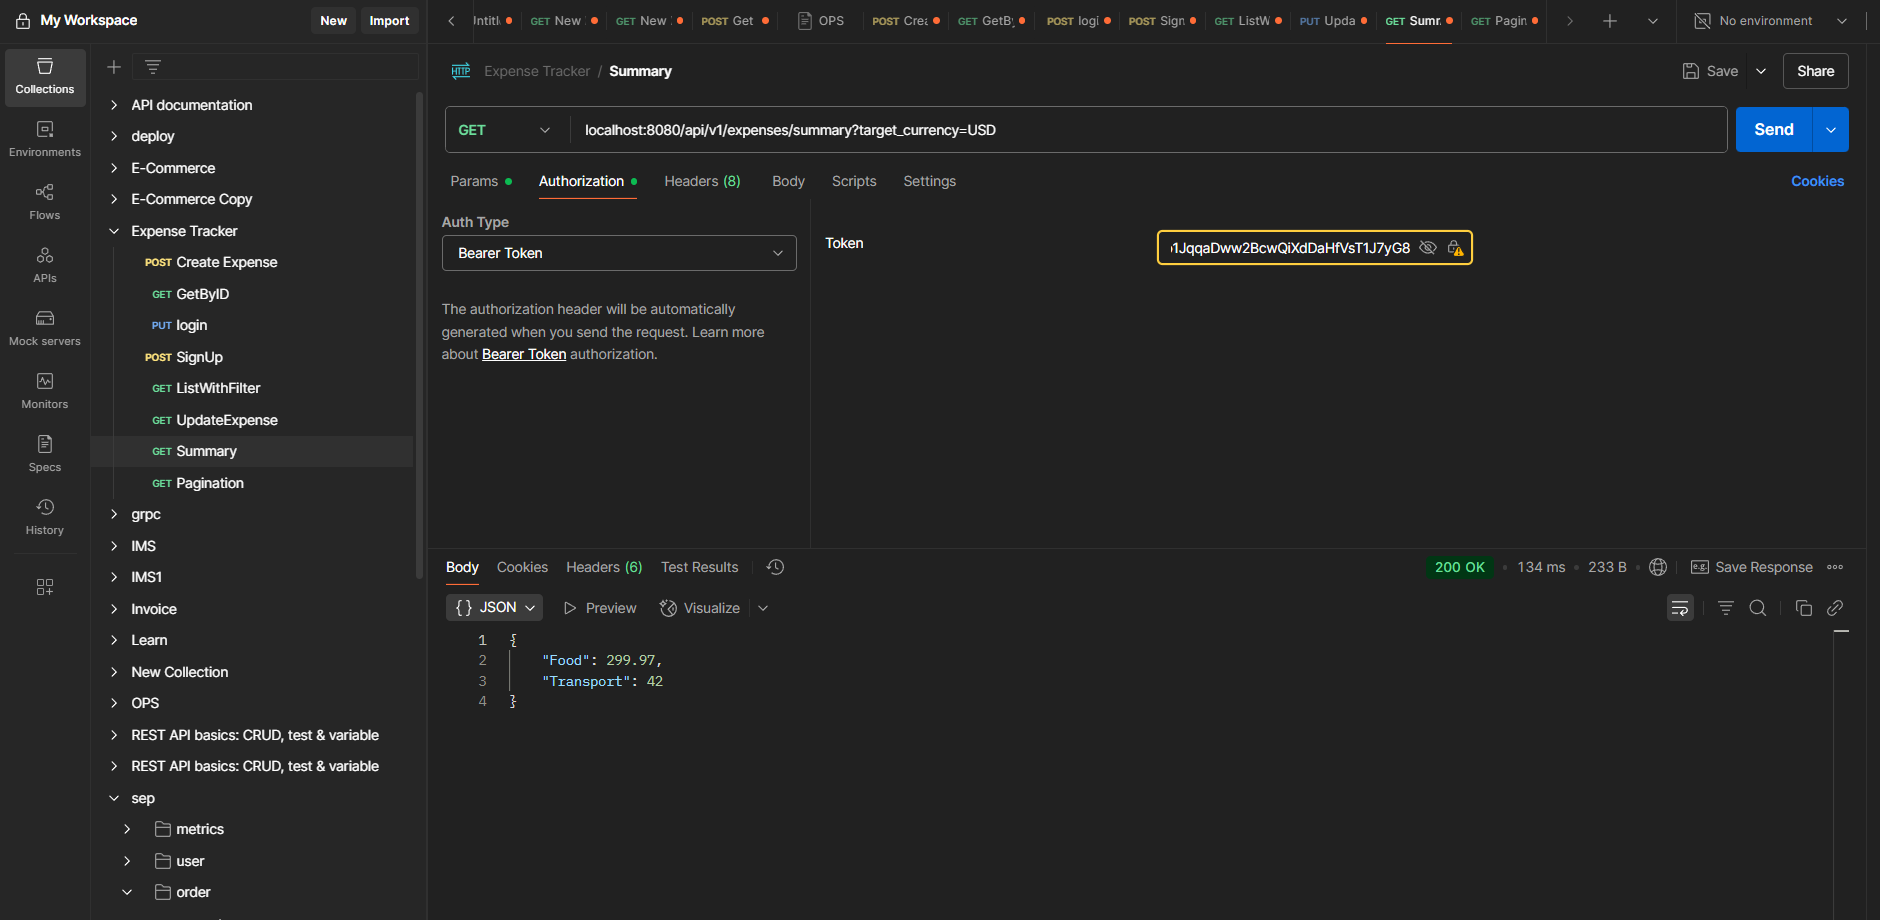 My Workspace
New
Import
GET New
GET New
POST Get
OPS
POST Crea
GET GetBy
POST logi
POST Sign
GET ListW
PUT Upda
GET Sumr
GET Pagin
No environment
Collections
Environments
Flows
APIs
Mock servers
Monitors
Specs
History
API documentation
deploy
E-Commerce
E-Commerce Copy
Expense Tracker
POST Create Expense
GET GetByID
PUT login
POST SignUp
GET ListWithFilter
GET UpdateExpense
GET Summary
GET Pagination
grpc
IMS
IMS1
Invoice
Learn
New Collection
OPS
REST API basics: CRUD, test & variable
REST API basics: CRUD, test & variable
sep
metrics
user
order
HTTP Expense Tracker / Summary
Save
Share
GET localhost:8080/api/v1/expenses/summary?target_currency=USD
Send
Params
Authorization
Headers (8)
Body
Scripts
Settings
Cookies
Auth Type
Bearer Token
The authorization header will be automatically
generated when you send the request. Learn more
about Bearer Token authorization.
Token
1JqqaDww2BcwQiXdDaHfVsT1J7yG8
Body
Cookies
Headers (6)
Test Results
200 OK
134 ms
233 B
e.g. Save Response
{} JSON
Preview
Visualize
1 {
2 "Food": 299.97,
3 "Transport": 42
4 }